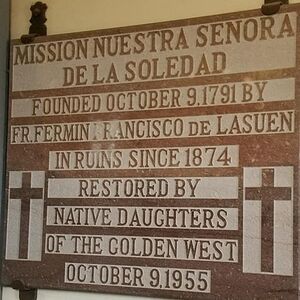 MISSION NUESTRA SEÑORA
DE LA SOLEDAD
FOUNDED OCTOBER 9.1791 BY
FR. FERMIN FRANCISCO DE LASUEN
IN RUINS SINCE 1874
RESTORED BY
NATIVE DAUGHTERS
OF THE GOLDEN WEST
OCTOBER 9,1955